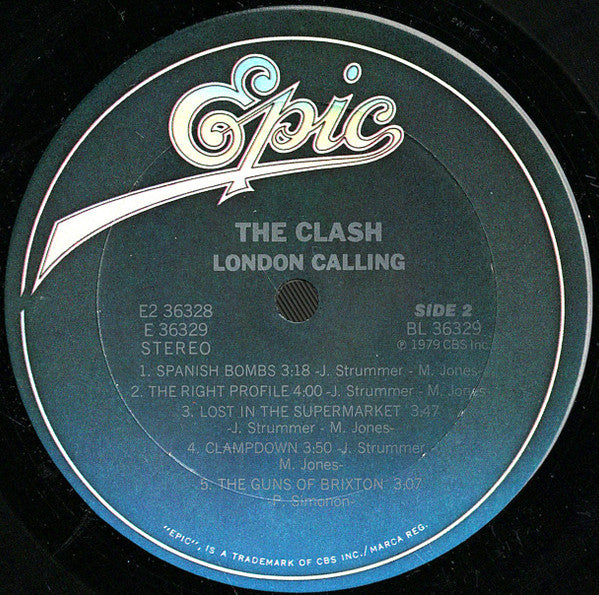 Epic
THE CLASH
LONDON CALLING
E2 36328
E 36329
STEREO
SIDE 2
BL 36329
℗ 1979 CBS Inc.
1. SPANISH BOMBS 3:18 -J. Strummer - M. Jones-
2. THE RIGHT PROFILE 4:00 -J. Strummer - M. Jones-
3. LOST IN THE SUPERMARKET 3:47
-J. Strummer - M. Jones-
4. CLAMPDOWN 3:50 -J. Strummer -
M. Jones-
5. THE GUNS OF BRIXTON 3:07
-P. Simonon-
"EPIC", IS A TRADEMARK OF CBS INC./MARCA REG.